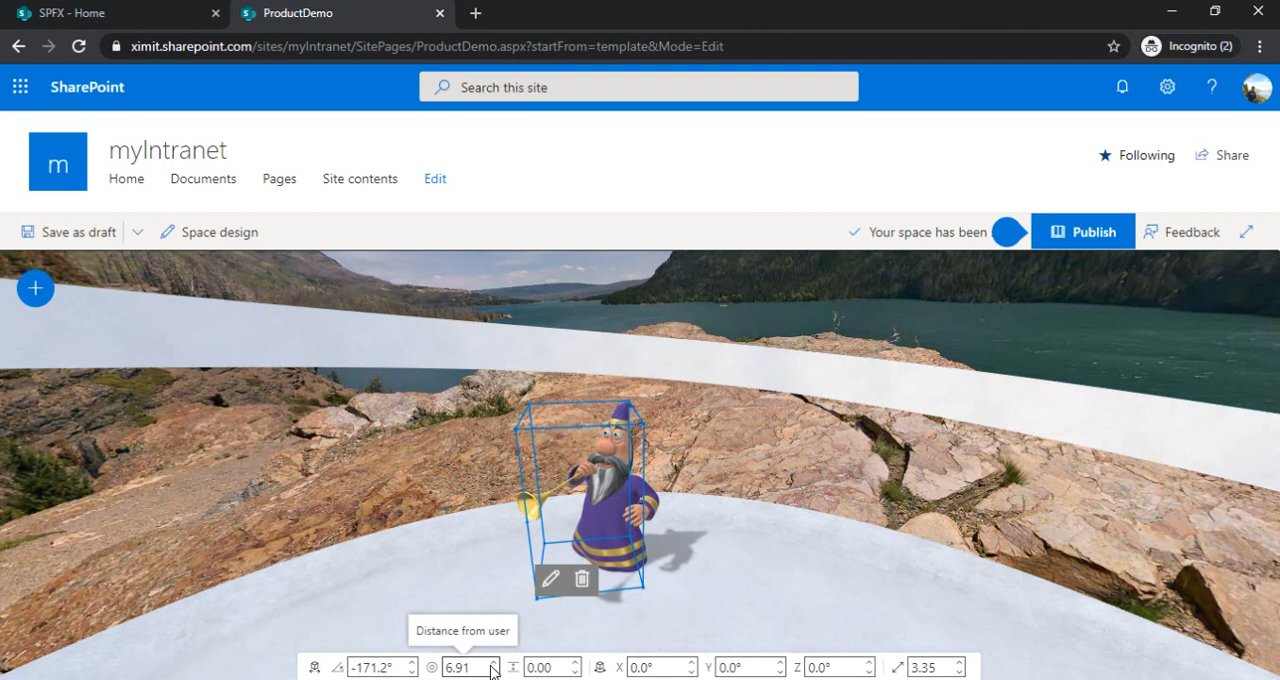 SPFX - Home
ProductDemo
ximit.sharepoint.com/sites/myIntranet/SitePages/ProductDemo.aspx?startFrom=template&Mode=Edit
Incognito (2)
SharePoint
Search this site
?
m
myIntranet
Following
Share
Home
Documents
Pages
Site contents
Edit
Save as draft
Space design
Your space has been
Publish
Feedback
Distance from user
-171.2°
6.91
0.00
X 0.0°
Y 0.0°
Z 0.0°
3.35